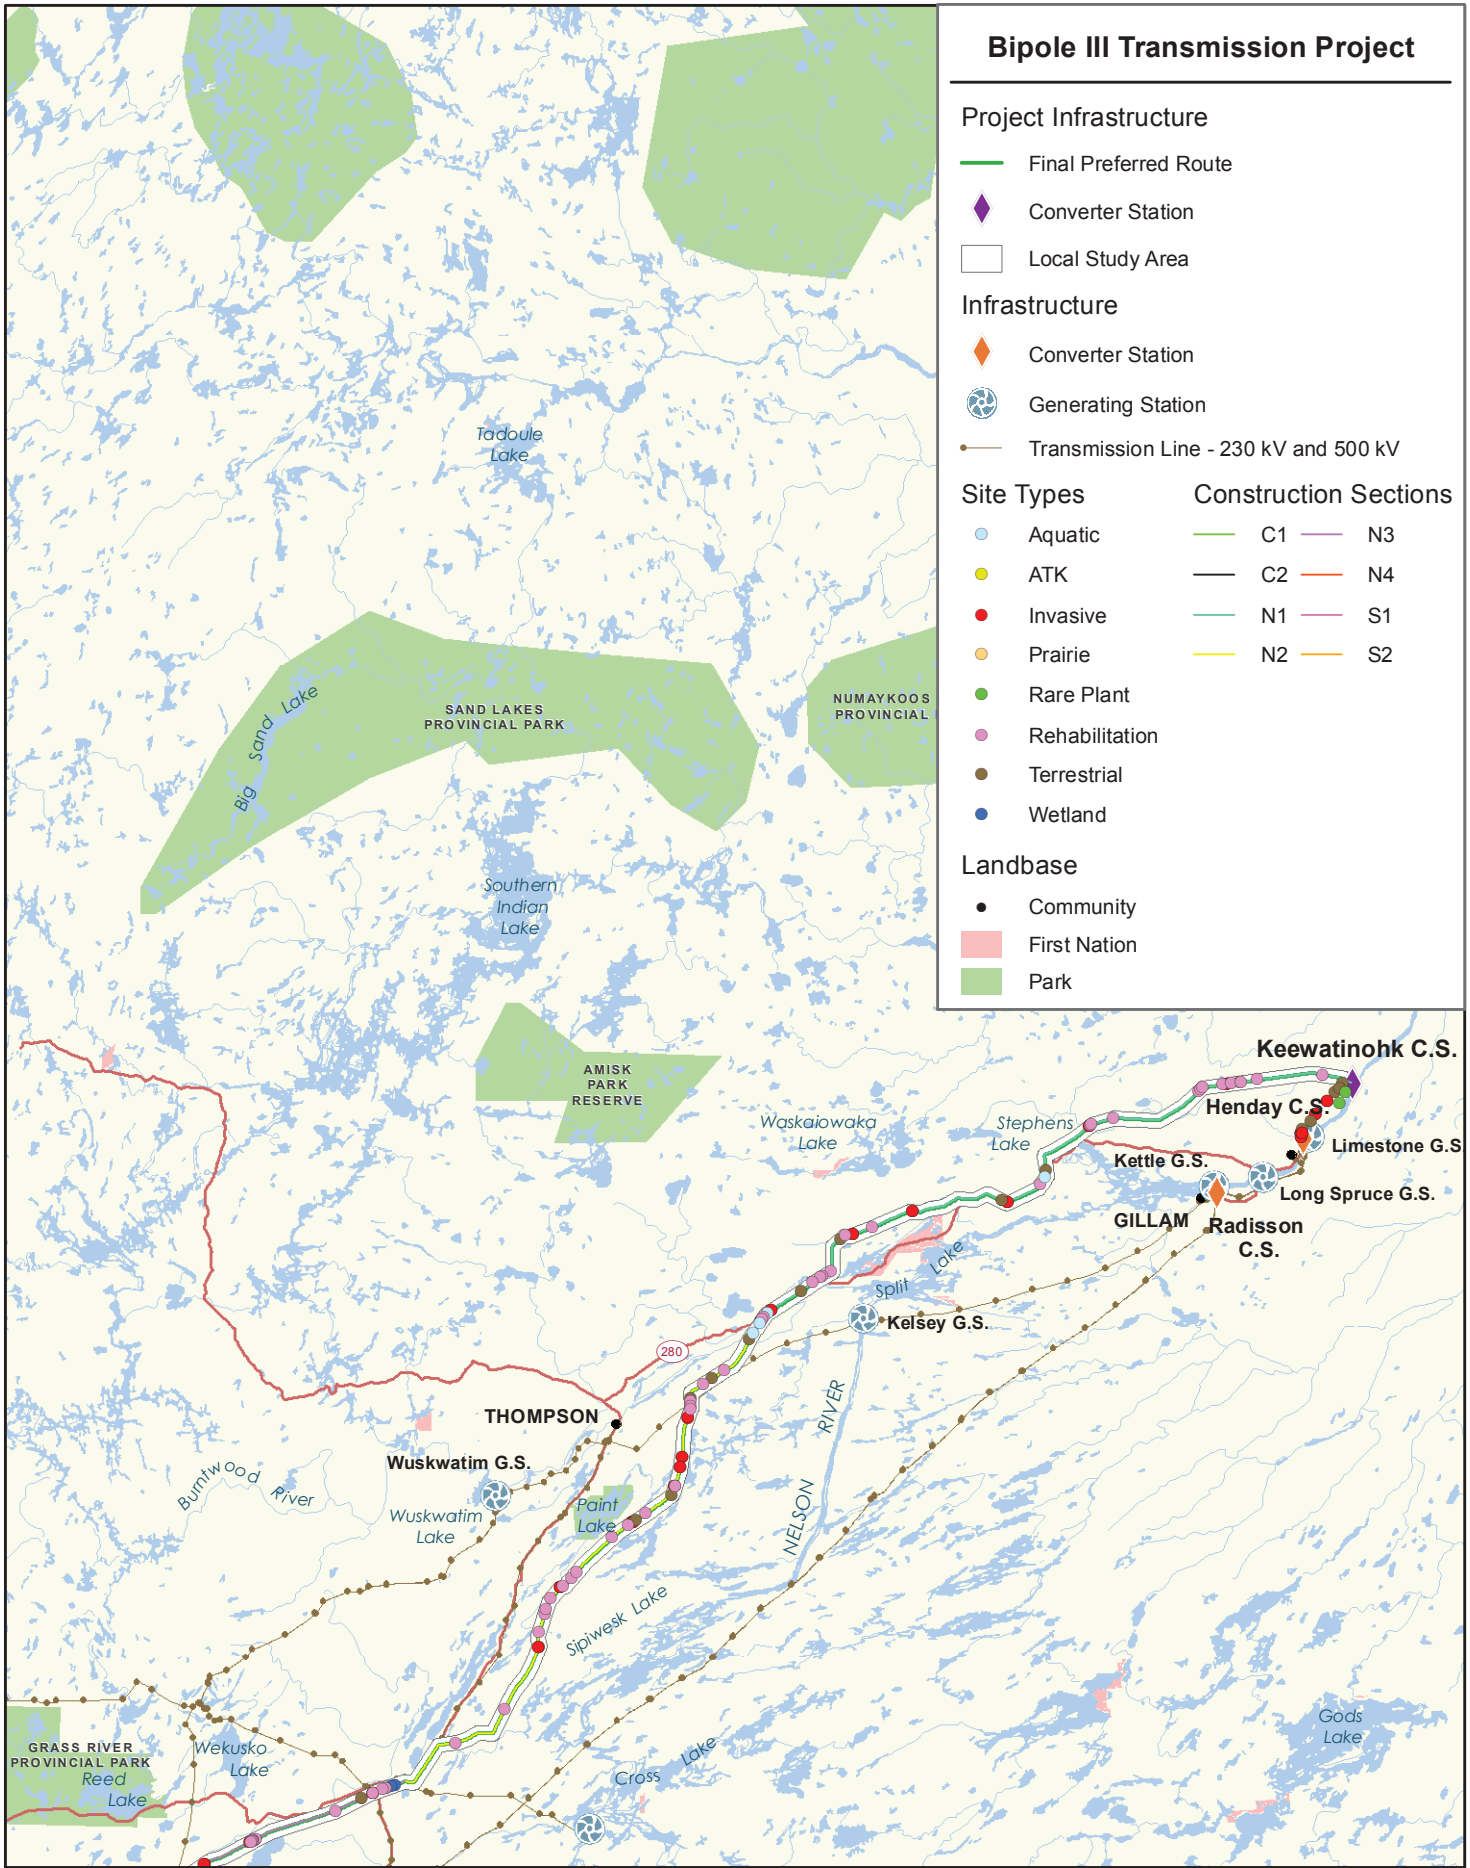 Bipole III Transmission Project
Project Infrastructure
Final Preferred Route
Converter Station
Local Study Area
Infrastructure
Converter Station
Generating Station
Transmission Line - 230 kV and 500 kV
Site Types
Aquatic
ATK
Invasive
Prairie
Rare Plant
Rehabilitation
Terrestrial
Wetland
Construction Sections
C1
N3
C2
N4
N1
S1
N2
S2
Landbase
Community
First Nation
Park
Tadoule
Lake
Big Sand Lake
SAND LAKES
PROVINCIAL PARK
NUMAYKOOS
PROVINCIAL
Southern
Indian
Lake
AMISK
PARK
RESERVE
Waskaiowaka
Lake
Stephens
Lake
Keewatinohk C.S.
Henday C.S.
Limestone G.S.
Kettle G.S.
Long Spruce G.S.
GILLAM
Radisson
C.S.
Split Lake
Kelsey G.S.
280
NELSON RIVER
THOMPSON
Wuskwatim G.S.
Burntwood River
Wuskwatim
Lake
Paint
Lake
Sipiwesk Lake
GRASS RIVER
PROVINCIAL PARK
Reed
Lake
Wekusko
Lake
Cross Lake
Gods
Lake